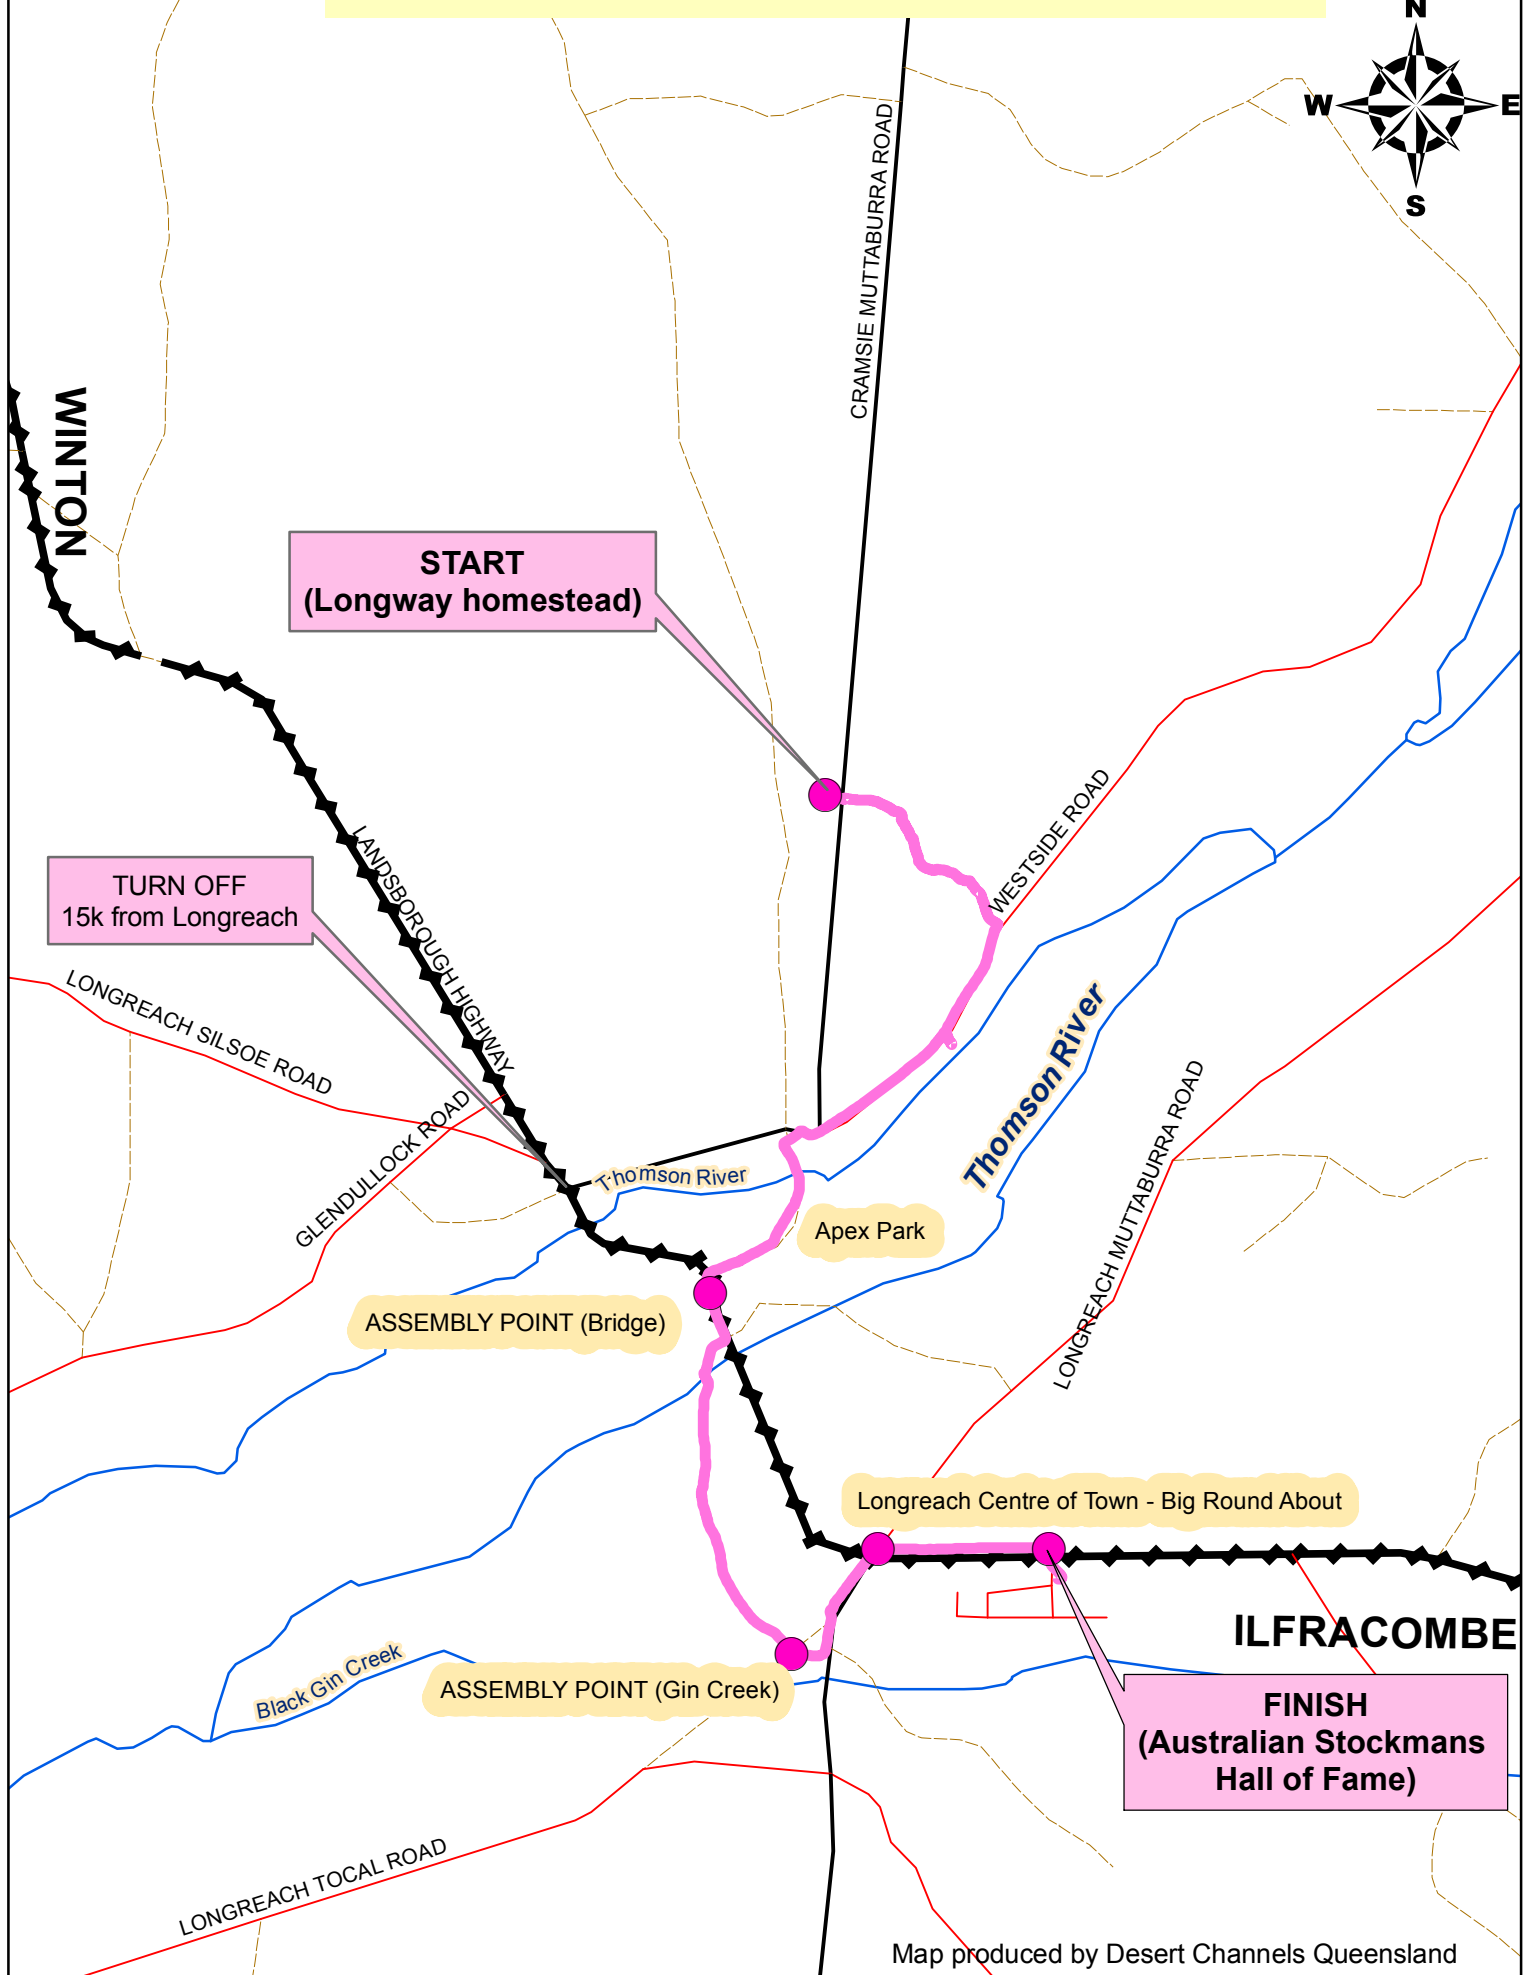 N
W
E
S
CRAMSIE MUTTABURRA ROAD
WINTON
START
(Longway homestead)
WESTSIDE ROAD
LANDSBOROUGH HIGHWAY
TURN OFF
15k from Longreach
LONGREACH SILSOE ROAD
GLENDULLOCK ROAD
Thomson River
Thomson River
LONGREACH MUTTABURRA ROAD
Apex Park
ASSEMBLY POINT (Bridge)
Longreach Centre of Town - Big Round About
ILFRACOMBE
Black Gin Creek
ASSEMBLY POINT (Gin Creek)
FINISH
(Australian Stockmans
Hall of Fame)
LONGREACH TOCAL ROAD
Map produced by Desert Channels Queensland